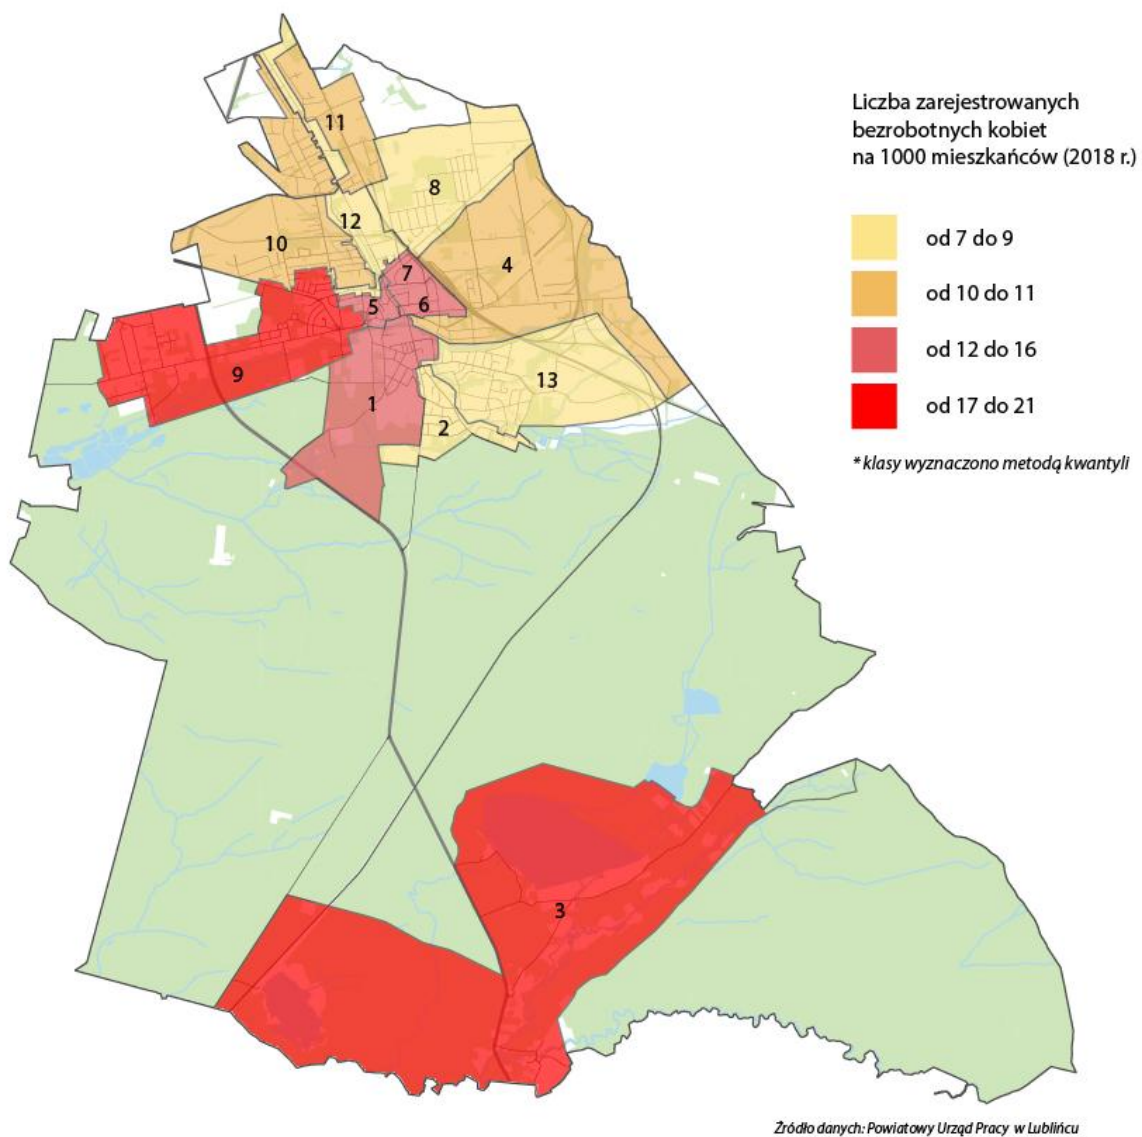 Liczba zarejestrowanych
bezrobotnych kobiet
na 1000 mieszkańców (2018 r.)
od 7 do 9
od 10 do 11
od 12 do 16
od 17 do 21
* klasy wyznaczono metodą kwantyli
11
8
12
10
4
7
6
5
13
9
1
2
3
Źródło danych: Powiatowy Urząd Pracy w Lublińcu